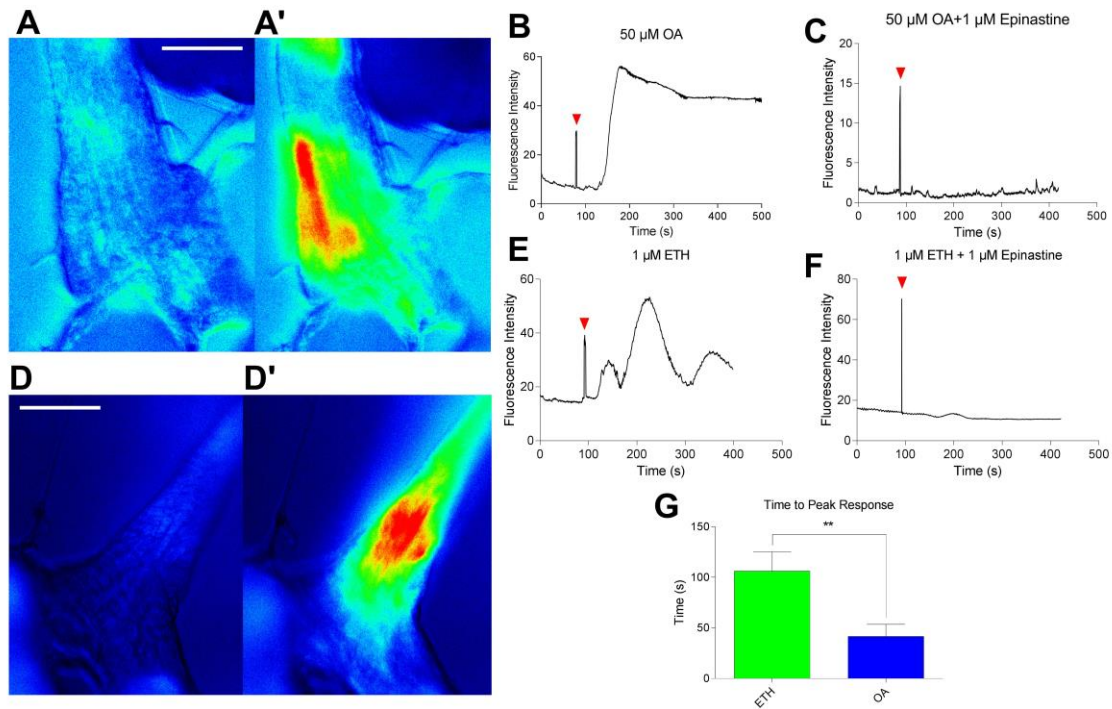 A
A'
B
50 µM OA
Fluorescence Intensity
60
40
20
0
0 100 200 300 400 500
Time (s)
C
50 µM OA+1 µM Epinastine
Fluorescence Intensity
20
15
10
5
0
0 100 200 300 400 500
Time (s)
D
D'
E
1 µM ETH
Fluorescence Intensity
60
40
20
0
0 100 200 300 400 500
Time (s)
F
1 µM ETH + 1 µM Epinastine
Fluorescence Intensity
80
60
40
20
0
0 100 200 300 400 500
Time (s)
G
Time to Peak Response
**
Time (s)
150
100
50
0
ETH
OA